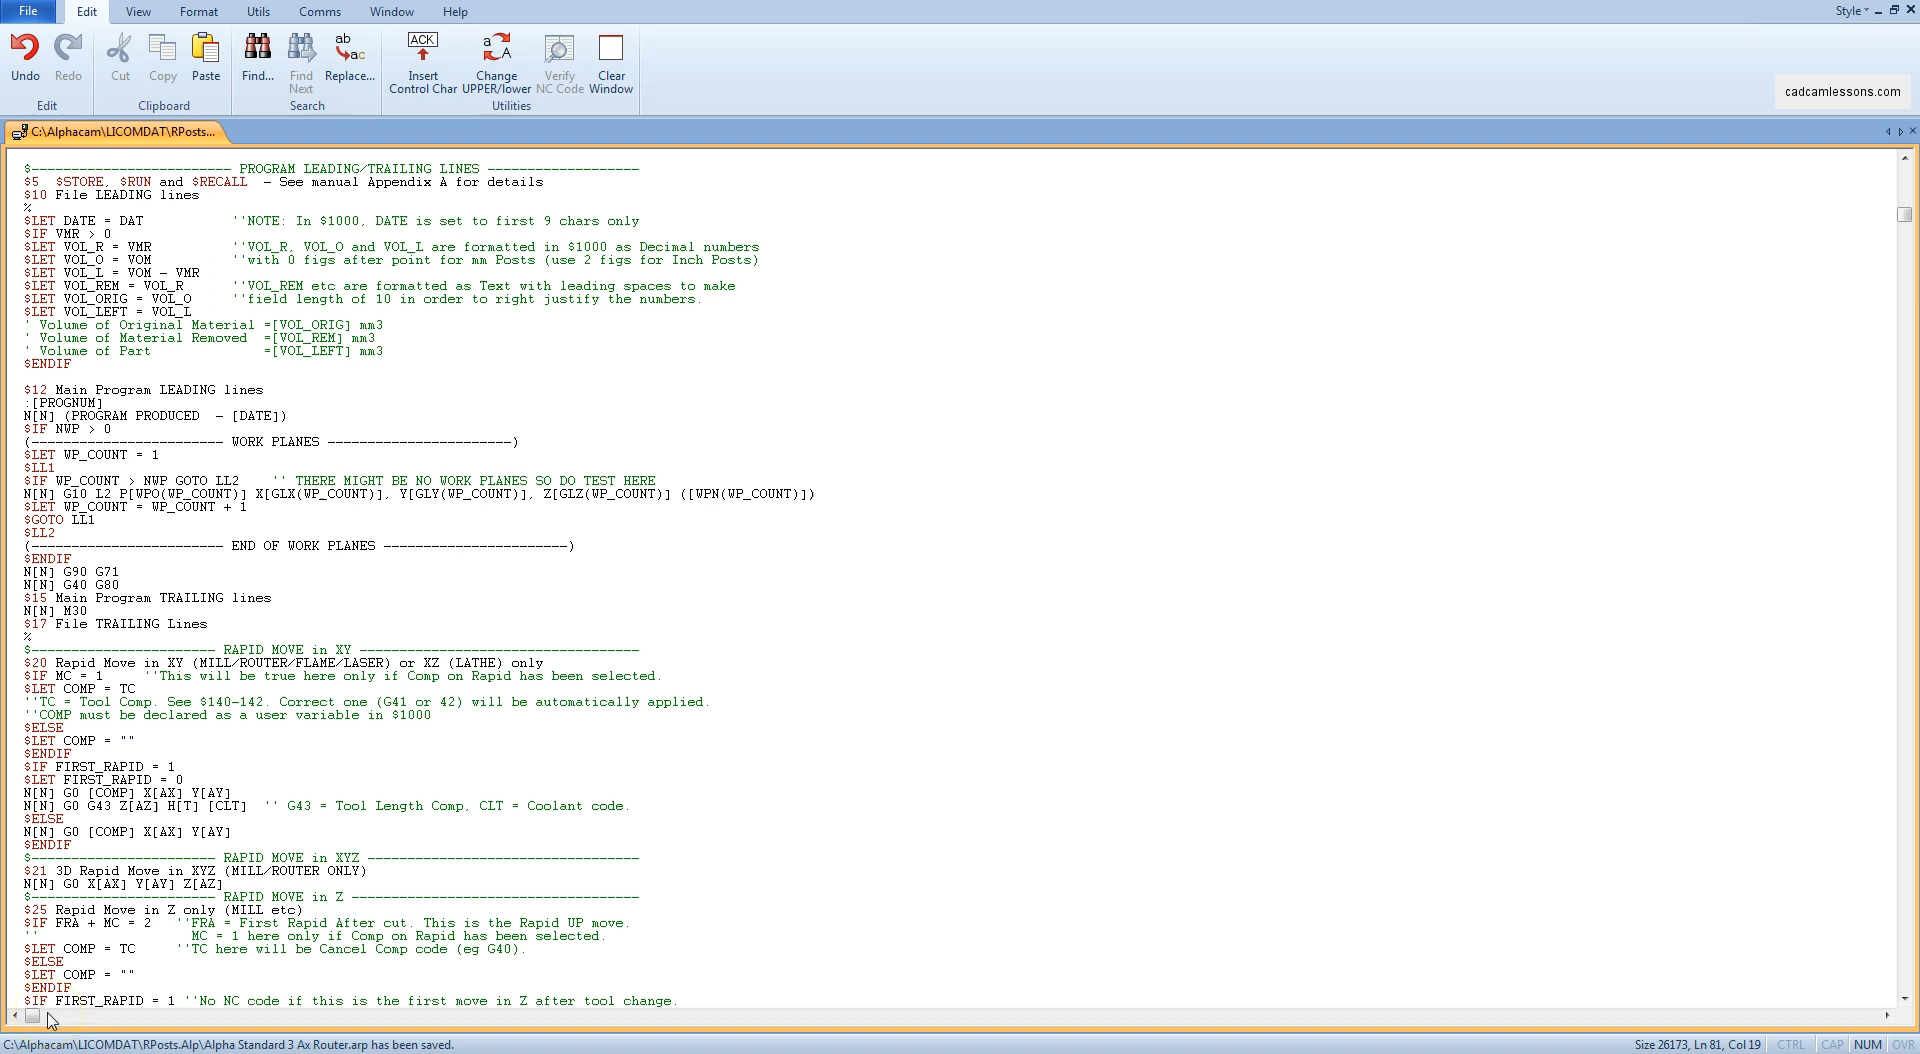 File Edit View Format Utils Comms Window Help Style
Undo Redo Cut Copy Paste Find... Find Next Replace... Insert Control Char Change UPPER/lower Verify NC Code Clear Window
Edit Clipboard Search Utilities
cadcamlessons.com
C:\Alphacam\LICOMDAT\RPosts...
$------------------------- PROGRAM LEADING/TRAILING LINES -------------------
$5  $STORE, $RUN and $RECALL  - See manual Appendix A for details
$10 File LEADING lines
%
$LET DATE = DAT           ''NOTE: In $1000, DATE is set to first 9 chars only
$IF VMR > 0
$LET VOL_R = VMR          ''VOL_R, VOL_O and VOL_L are formatted in $1000 as Decimal numbers
$LET VOL_O = VOM          ''with 0 figs after point for mm Posts (use 2 figs for Inch Posts)
$LET VOL_L = VOM - VMR
$LET VOL_REM = VOL_R      ''VOL_REM etc are formatted as Text with leading spaces to make
$LET VOL_ORIG = VOL_O     ''field length of 10 in order to right justify the numbers.
$LET VOL_LEFT = VOL_L
' Volume of Original Material =[VOL_ORIG] mm3
' Volume of Material Removed  =[VOL_REM] mm3
' Volume of Part              =[VOL_LEFT] mm3
$ENDIF
$12 Main Program LEADING lines
:[PROGNUM]
N[N] (PROGRAM PRODUCED  - [DATE])
$IF NWP > 0
(------------------------ WORK PLANES -----------------------)
$LET WP_COUNT = 1
$LL1
$IF WP_COUNT > NWP GOTO LL2    '' THERE MIGHT BE NO WORK PLANES SO DO TEST HERE
N[N] G10 L2 P[WPO(WP_COUNT)] X[GLX(WP_COUNT)], Y[GLY(WP_COUNT)], Z[GLZ(WP_COUNT)] ([WPN(WP_COUNT)])
$LET WP_COUNT = WP_COUNT + 1
$GOTO LL1
$LL2
(------------------------ END OF WORK PLANES -----------------------)
$ENDIF
N[N] G90 G71
N[N] G40 G80
$15 Main Program TRAILING lines
N[N] M30
$17 File TRAILING Lines
%
$----------------------- RAPID MOVE in XY -----------------------------------
$20 Rapid Move in XY (MILL/ROUTER/FLAME/LASER) or XZ (LATHE) only
$IF MC = 1     ''This will be true here only if Comp on Rapid has been selected.
$LET COMP = TC
''TC = Tool Comp. See $140-142. Correct one (G41 or 42) will be automatically applied.
''COMP must be declared as a user variable in $1000
$ELSE
$LET COMP = ""
$ENDIF
$IF FIRST_RAPID = 1
$LET FIRST_RAPID = 0
N[N] G0 [COMP] X[AX] Y[AY]
N[N] G0 G43 Z[AZ] H[T] [CLT]  '' G43 = Tool Length Comp, CLT = Coolant code.
$ELSE
N[N] G0 [COMP] X[AX] Y[AY]
$ENDIF
$----------------------- RAPID MOVE in XYZ ----------------------------------
$21 3D Rapid Move in XYZ (MILL/ROUTER ONLY)
N[N] G0 X[AX] Y[AY] Z[AZ]
$----------------------- RAPID MOVE in Z ------------------------------------
$25 Rapid Move in Z only (MILL etc)
$IF FRA + MC = 2   ''FRA = First Rapid After cut. This is the Rapid UP move.
''                   MC = 1 here only if Comp on Rapid has been selected.
$LET COMP = TC     ''TC here will be Cancel Comp code (eg G40).
$ELSE
$LET COMP = ""
$ENDIF
$IF FIRST_RAPID = 1 ''No NC code if this is the first move in Z after tool change.
C:\Alphacam\LICOMDAT\RPosts.Alp\Alpha Standard 3 Ax Router.arp has been saved. Size 26173, Ln 81, Col 19 CTRL CAP NUM OVR